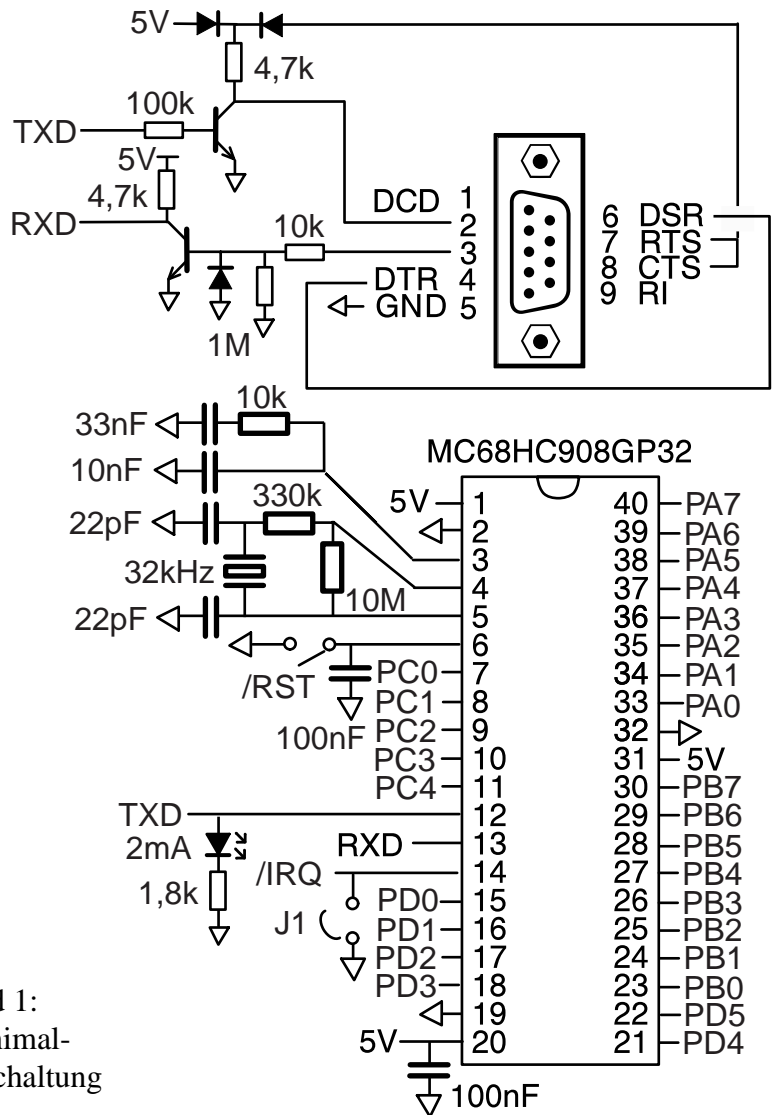 5V
4,7k
100k
TXD
5V
4,7k
RXD
10k
1M
DCD 1
2
3
DTR 4
GND 5
6 DSR
7 RTS
8 CTS
9 RI
10k
33nF
10nF
330k
22pF
32kHz
10M
22pF
/RST
100nF
MC68HC908GP32
5V 1 40 PA7
2 39 PA6
3 38 PA5
4 37 PA4
5 36 PA3
6 35 PA2
PC0 7 34 PA1
PC1 8 33 PA0
PC2 9 32
PC3 10 31 5V
PC4 11 30 PB7
TXD 12 29 PB6
2mA
RXD 13 28 PB5
1,8k
/IRQ 14 27 PB4
J1
PD0 15 26 PB3
PD1 16 25 PB2
PD2 17 24 PB1
PD3 18 23 PB0
19 22 PD5
5V 20 21 PD4
100nF
1:
nimal-
chaltung